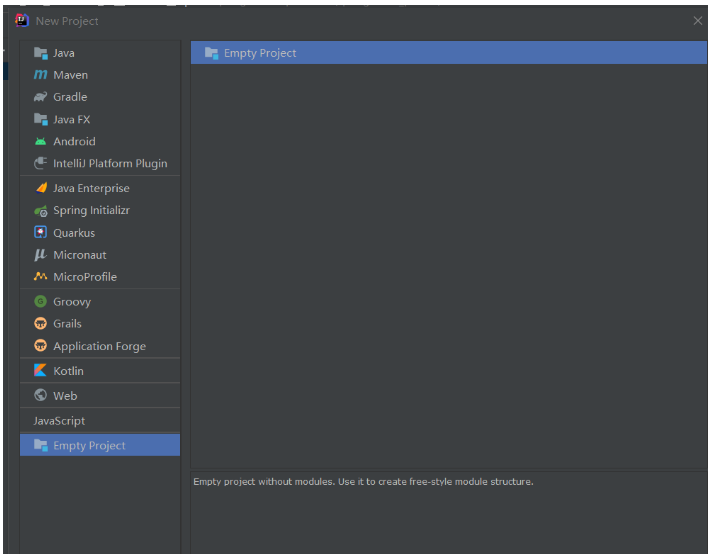 New Project
Java
Maven
Gradle
Java FX
Android
IntelliJ Platform Plugin
Java Enterprise
Spring Initializr
Quarkus
Micronaut
MicroProfile
Groovy
Grails
Application Forge
Kotlin
Web
JavaScript
Empty Project
Empty Project
Empty project without modules. Use it to create free-style module structure.